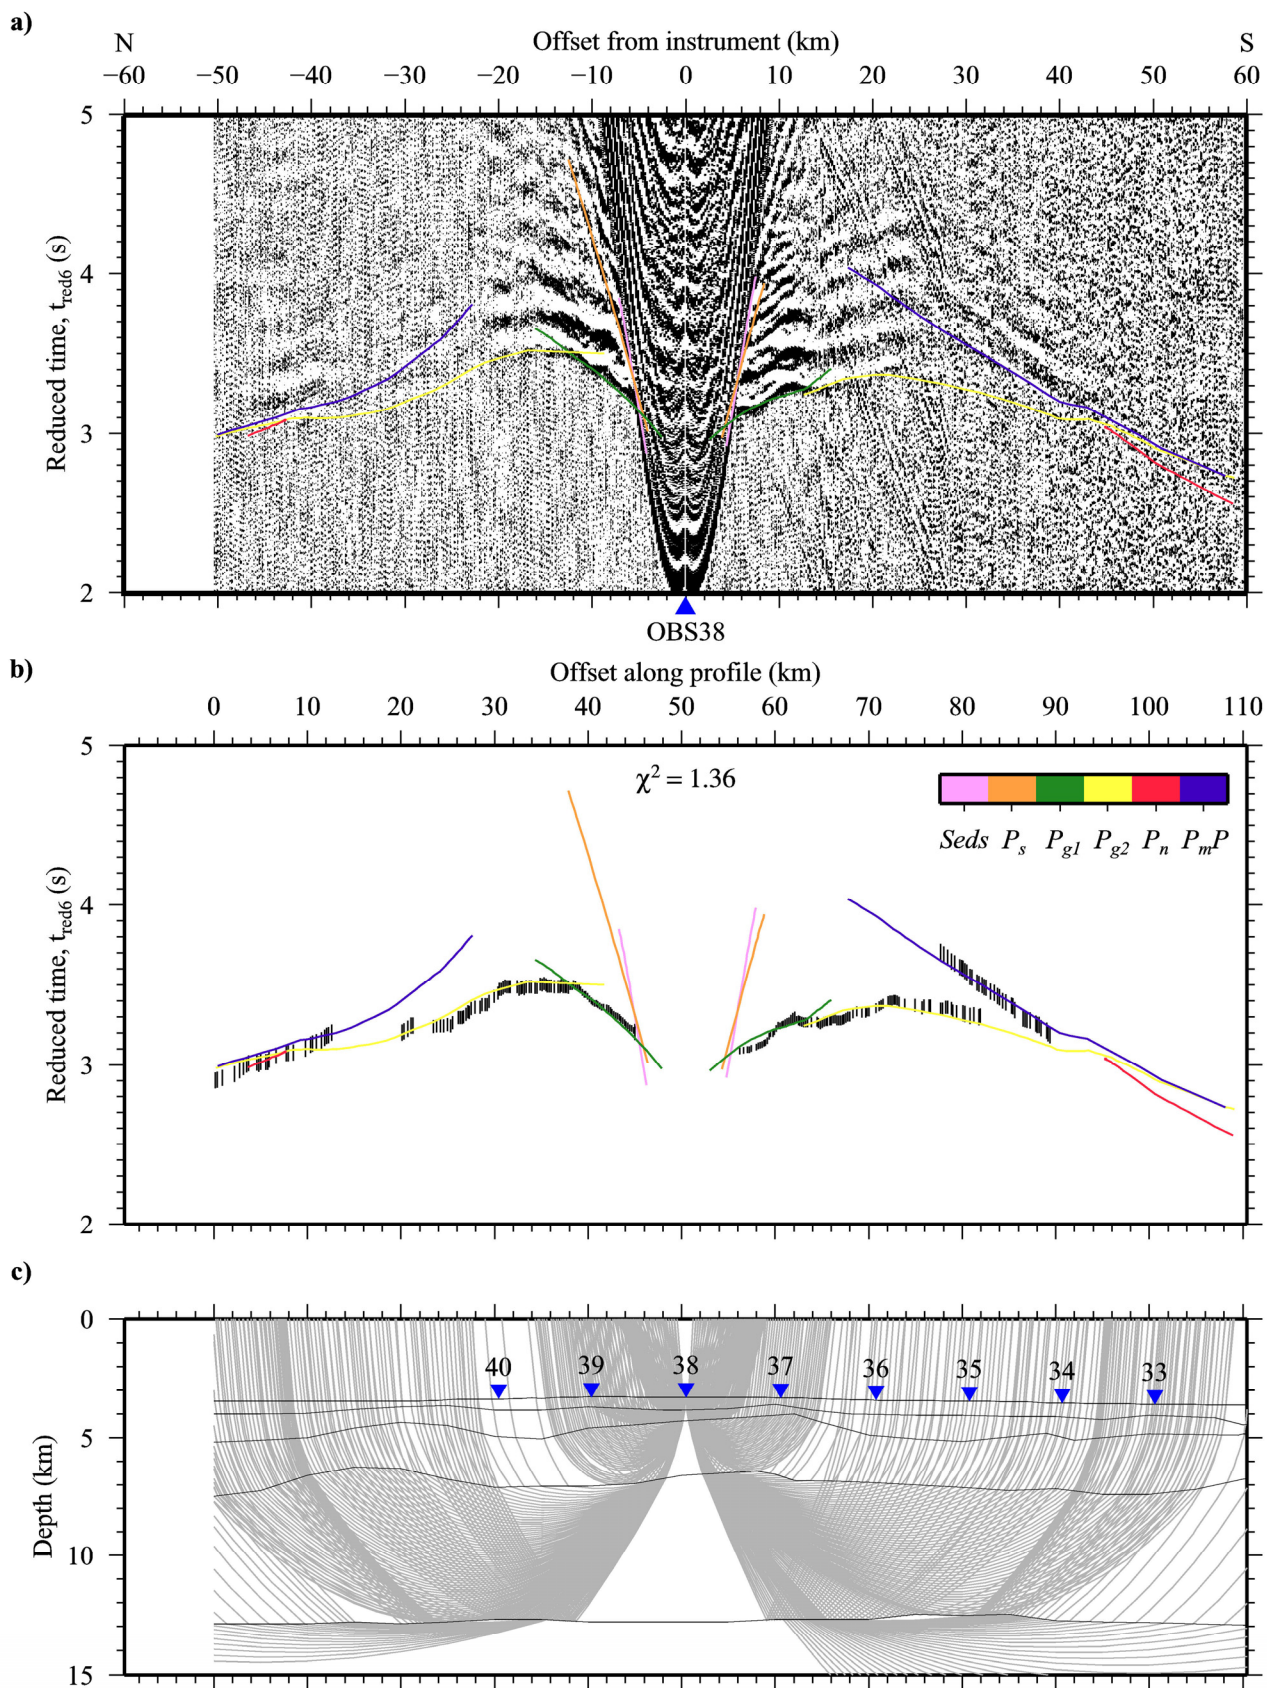 a)
N
Offset from instrument (km)
S
−60 −50 −40 −30 −20 −10 0 10 20 30 40 50 60
5
4
3
2
Reduced time, t_red6 (s)
OBS38
b)
Offset along profile (km)
0 10 20 30 40 50 60 70 80 90 100 110
5
4
3
2
Reduced time, t_red6 (s)
χ² = 1.36
Seds P_s P_g1 P_g2 P_n P_mP
c)
0
5
10
15
Depth (km)
40 39 38 37 36 35 34 33